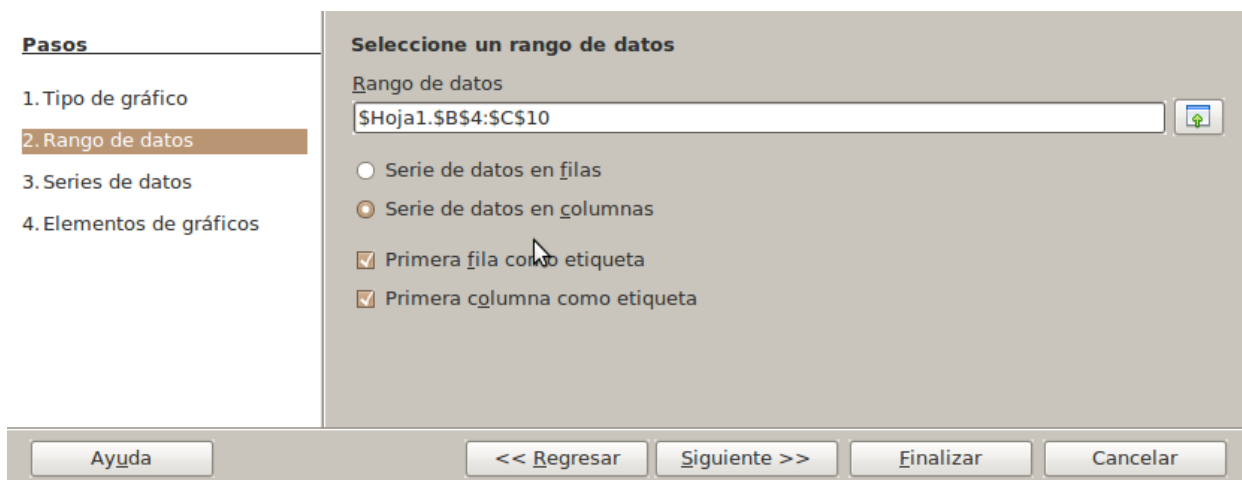 Pasos
1. Tipo de gráfico
2. Rango de datos
3. Series de datos
4. Elementos de gráficos
Seleccione un rango de datos
Rango de datos
$Hoja1.$B$4:$C$10
Serie de datos en filas
Serie de datos en columnas
Primera fila como etiqueta
Primera columna como etiqueta
Ayuda
<< Regresar
Siguiente >>
Finalizar
Cancelar